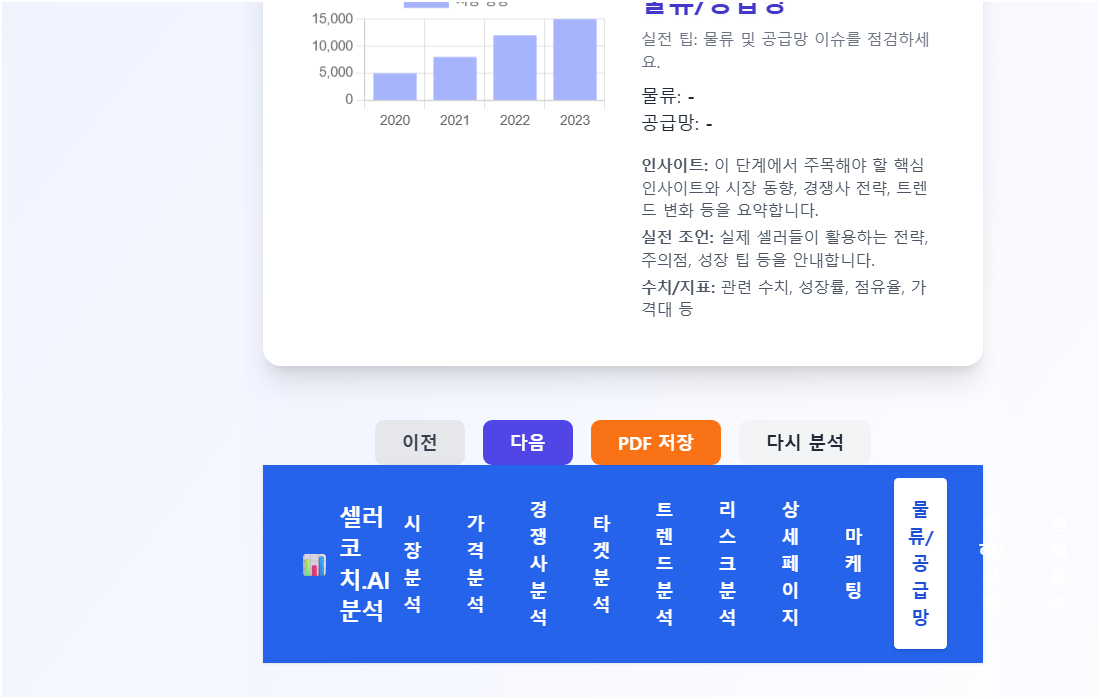 15,000
10,000
5,000
0
2020 2021 2022 2023
물류/공급망
실전 팁: 물류 및 공급망 이슈를 점검하세
요.
물류: -
공급망: -
인사이트: 이 단계에서 주목해야 할 핵심
인사이트와 시장 동향, 경쟁사 전략, 트렌
드 변화 등을 요약합니다.
실전 조언: 실제 셀러들이 활용하는 전략,
주의점, 성장 팁 등을 안내합니다.
수치/지표: 관련 수치, 성장률, 점유율, 가
격대 등
이전
다음
PDF 저장
다시 분석
셀러
코
치.AI
분석
시
장
분
석
가
격
분
석
경
쟁
사
분
석
타
겟
분
석
트
렌
드
분
석
리
스
크
분
석
상
세
페
이
지
마
케
팅
물
류/
공
급
망